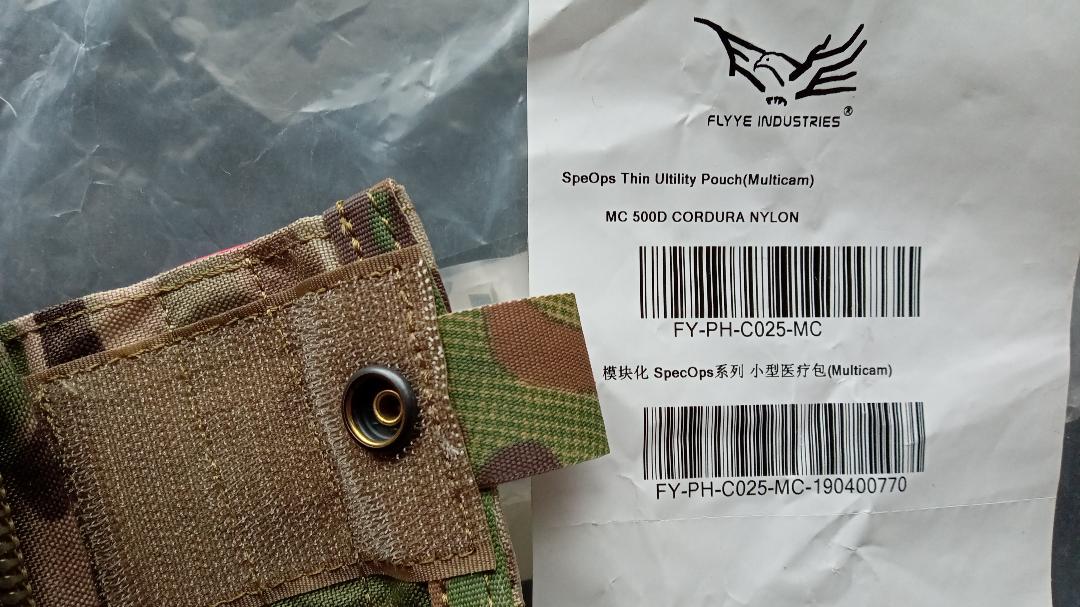 FLYYE INDUSTRIES®
SpeOps Thin Ultility Pouch(Multicam)
MC 500D CORDURA NYLON
FY-PH-C025-MC
模块化 SpecOps系列 小型医疗包(Multicam)
FY-PH-C025-MC-190400770